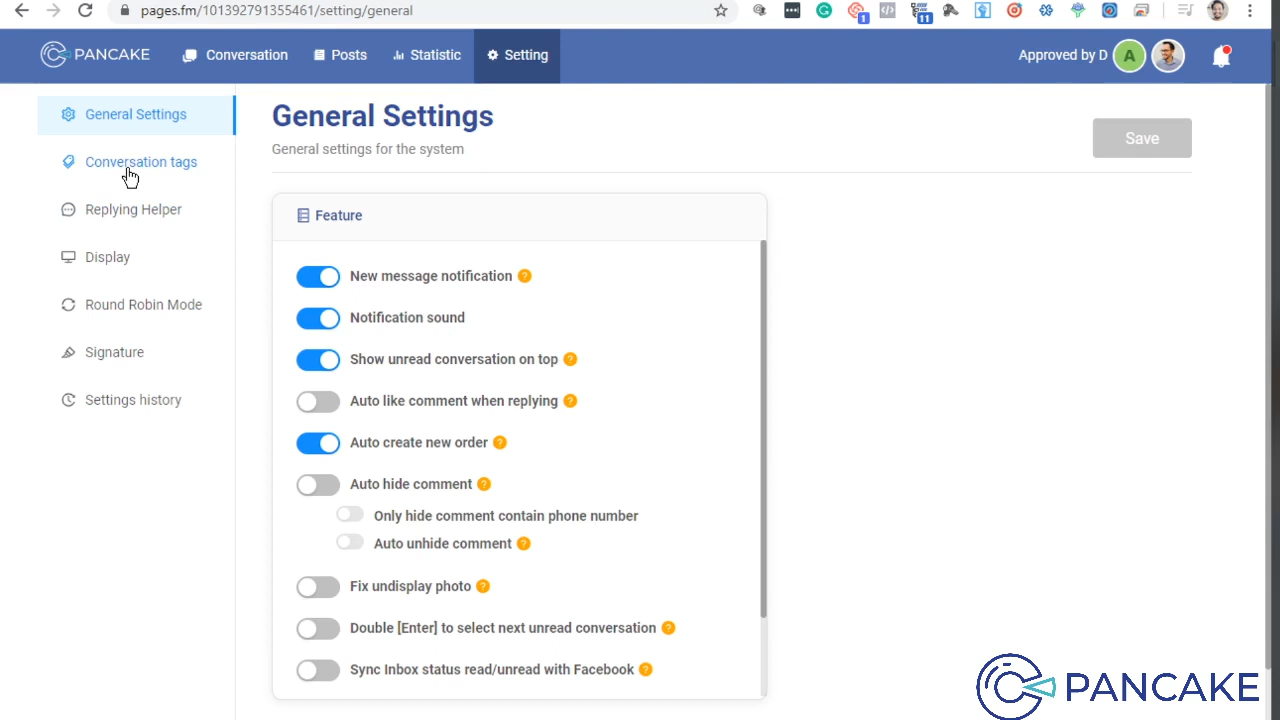 pages.fm/101392791355461/setting/general
1
11
PANCAKE
Conversation
Posts
Statistic
Setting
Approved by D
A
General Settings
Conversation tags
Replying Helper
Display
Round Robin Mode
Signature
Settings history
General Settings
General settings for the system
Save
Feature
New message notification ?
Notification sound
Show unread conversation on top ?
Auto like comment when replying ?
Auto create new order ?
Auto hide comment ?
Only hide comment contain phone number
Auto unhide comment ?
Fix undisplay photo ?
Double [Enter] to select next unread conversation ?
Sync Inbox status read/unread with Facebook ?
PANCAKE